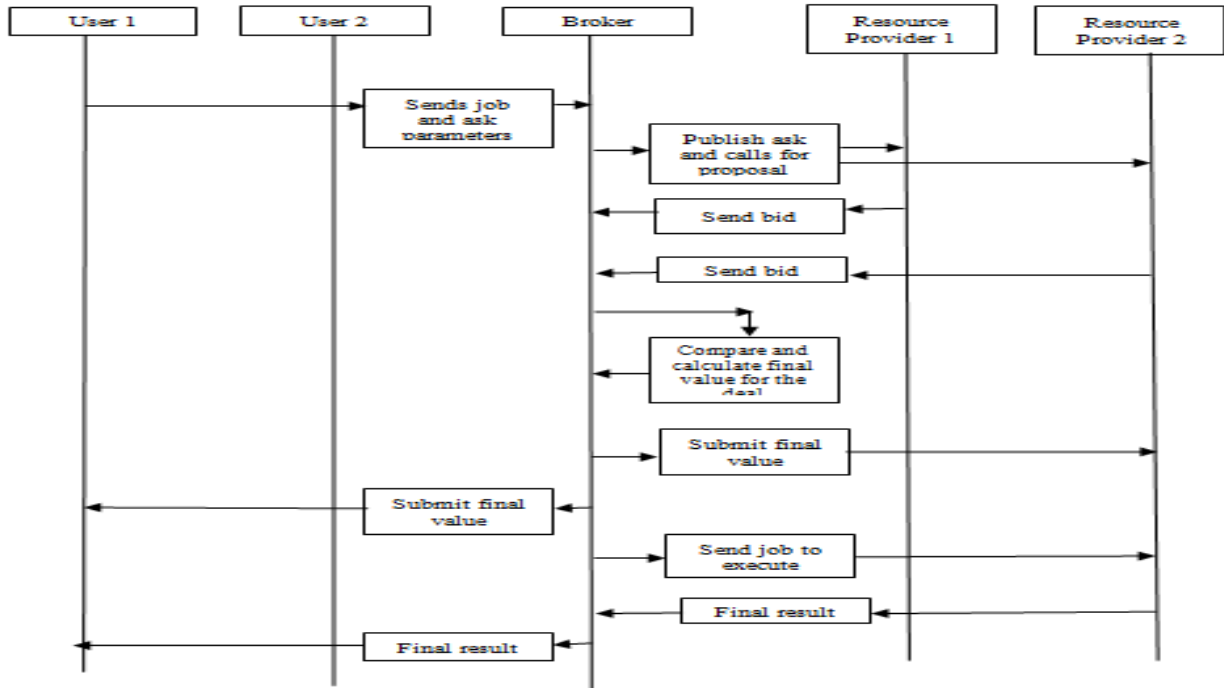 User 1
User 2
Broker
Resource
Provider 1
Resource
Provider 2
Sends job
and ask
parameters
Publish ask
and calls for
proposal
Send bid
Send bid
Compare and
calculate final
value for the
deal
Submit final
value
Submit final
value
Send job to
execute
Final result
Final result